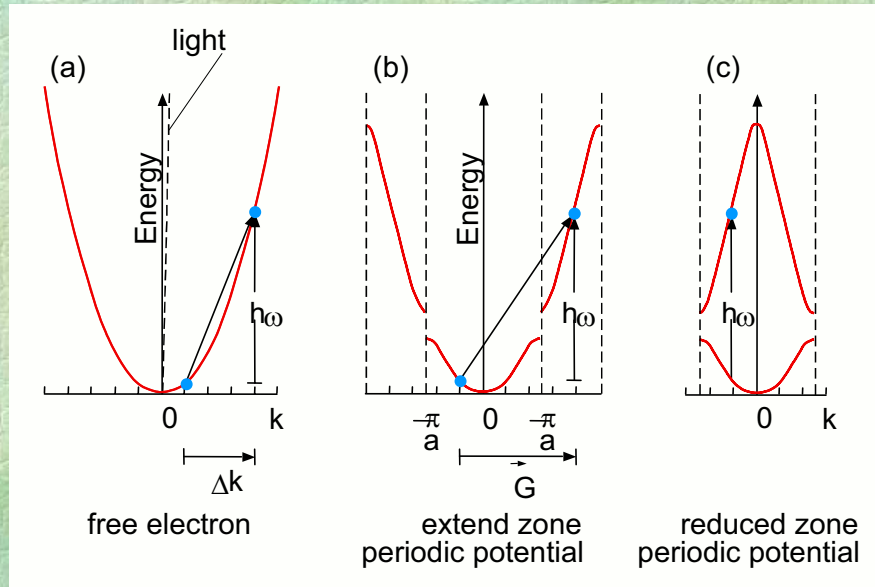 light
(a)
(b)
(c)
Energy
Energy
hω
hω
hω
0
k
–π
a
0
–π
a
0
k
Δk
G
free electron
extend zone
periodic potential
reduced zone
periodic potential